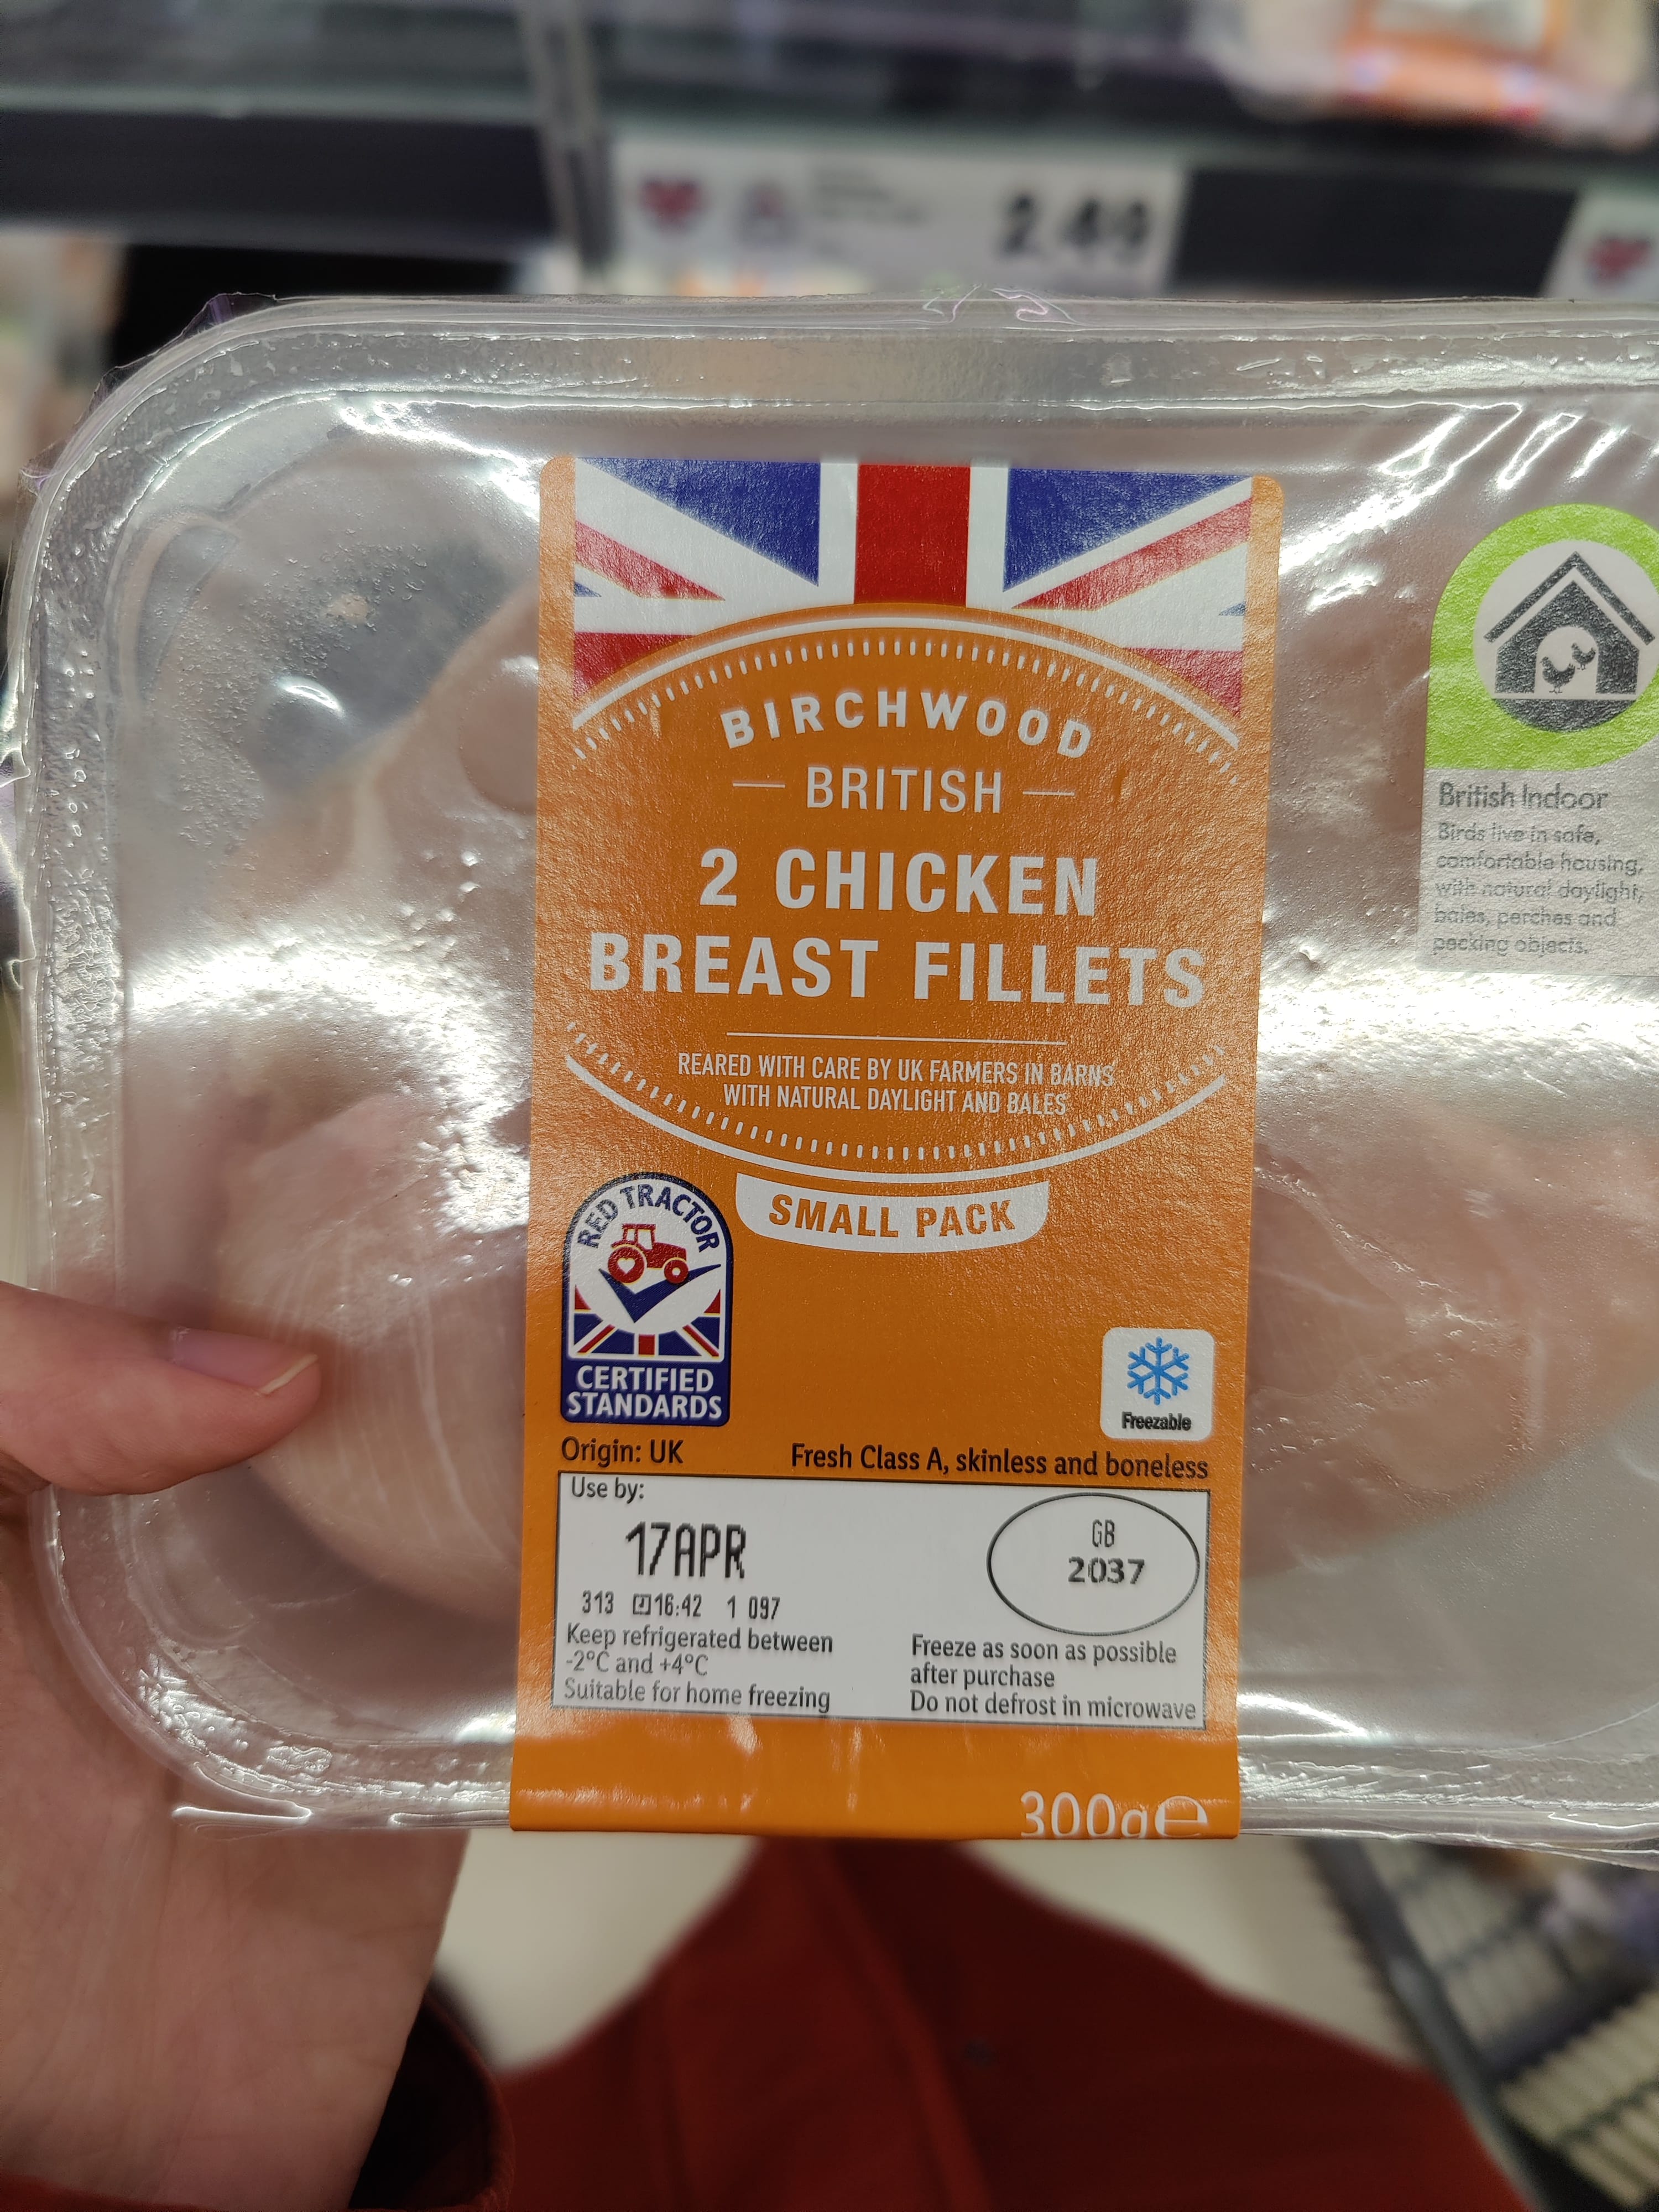 2.49
BIRCHWOOD
BRITISH
2 CHICKEN
BREAST FILLETS
REARED WITH CARE BY UK FARMERS IN BARNS
WITH NATURAL DAYLIGHT AND BALES
SMALL PACK
British Indoor
Birds live in safe,
comfortable housing,
with natural daylight,
bales, perches and
pecking objects.
RED TRACTOR
CERTIFIED
STANDARDS
Freezable
Origin: UK
Fresh Class A, skinless and boneless
Use by:
17APR
313 16:42 1 097
GB
2037
Keep refrigerated between
-2°C and +4°C
Suitable for home freezing
Freeze as soon as possible
after purchase
Do not defrost in microwave
300g℮